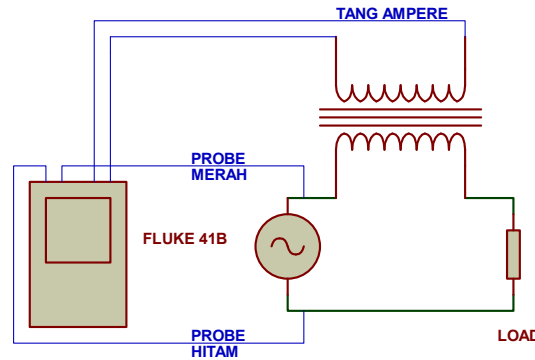 TANG AMPERE
PROBE
MERAH
FLUKE 41B
PROBE
HITAM
LOAD